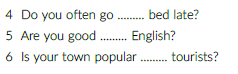 4 Do you often go ......... bed late?
5 Are you good ......... English?
6 Is your town popular ......... tourists?